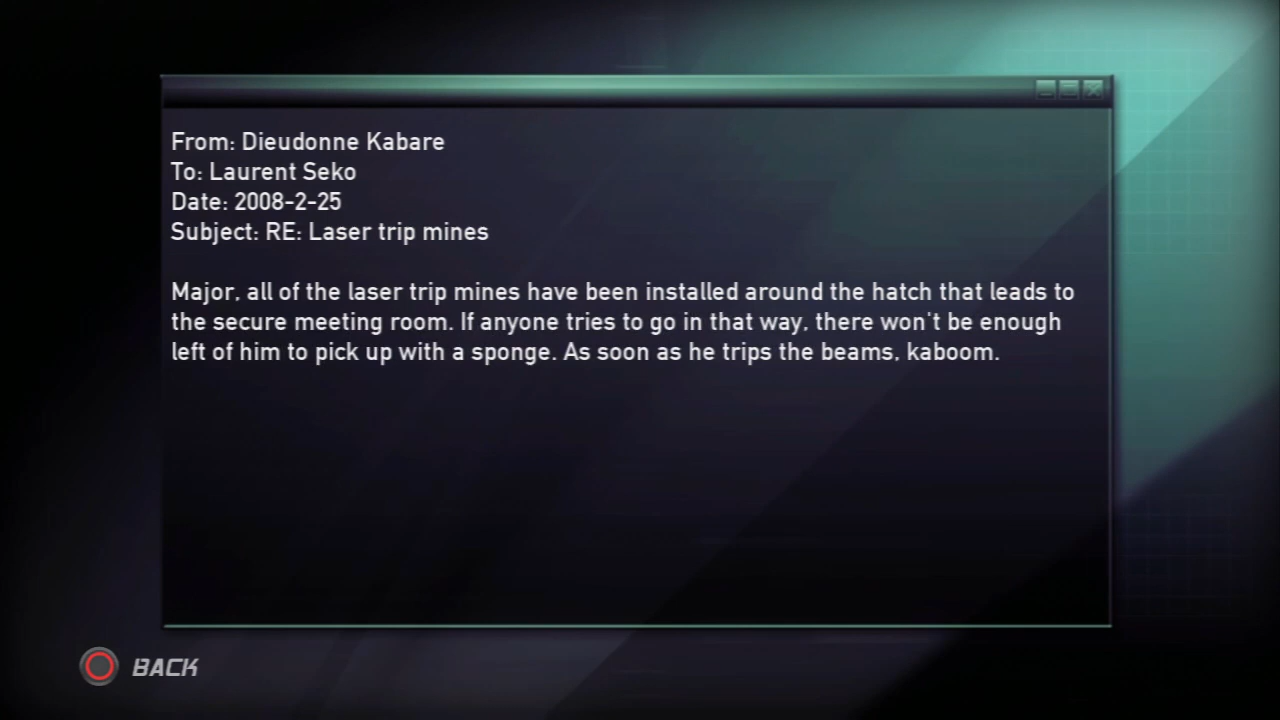 From: Dieudonne Kabare
To: Laurent Seko
Date: 2008-2-25
Subject: RE: Laser trip mines
Major, all of the laser trip mines have been installed around the hatch that leads to
the secure meeting room. If anyone tries to go in that way, there won't be enough
left of him to pick up with a sponge. As soon as he trips the beams, kaboom.
BACK